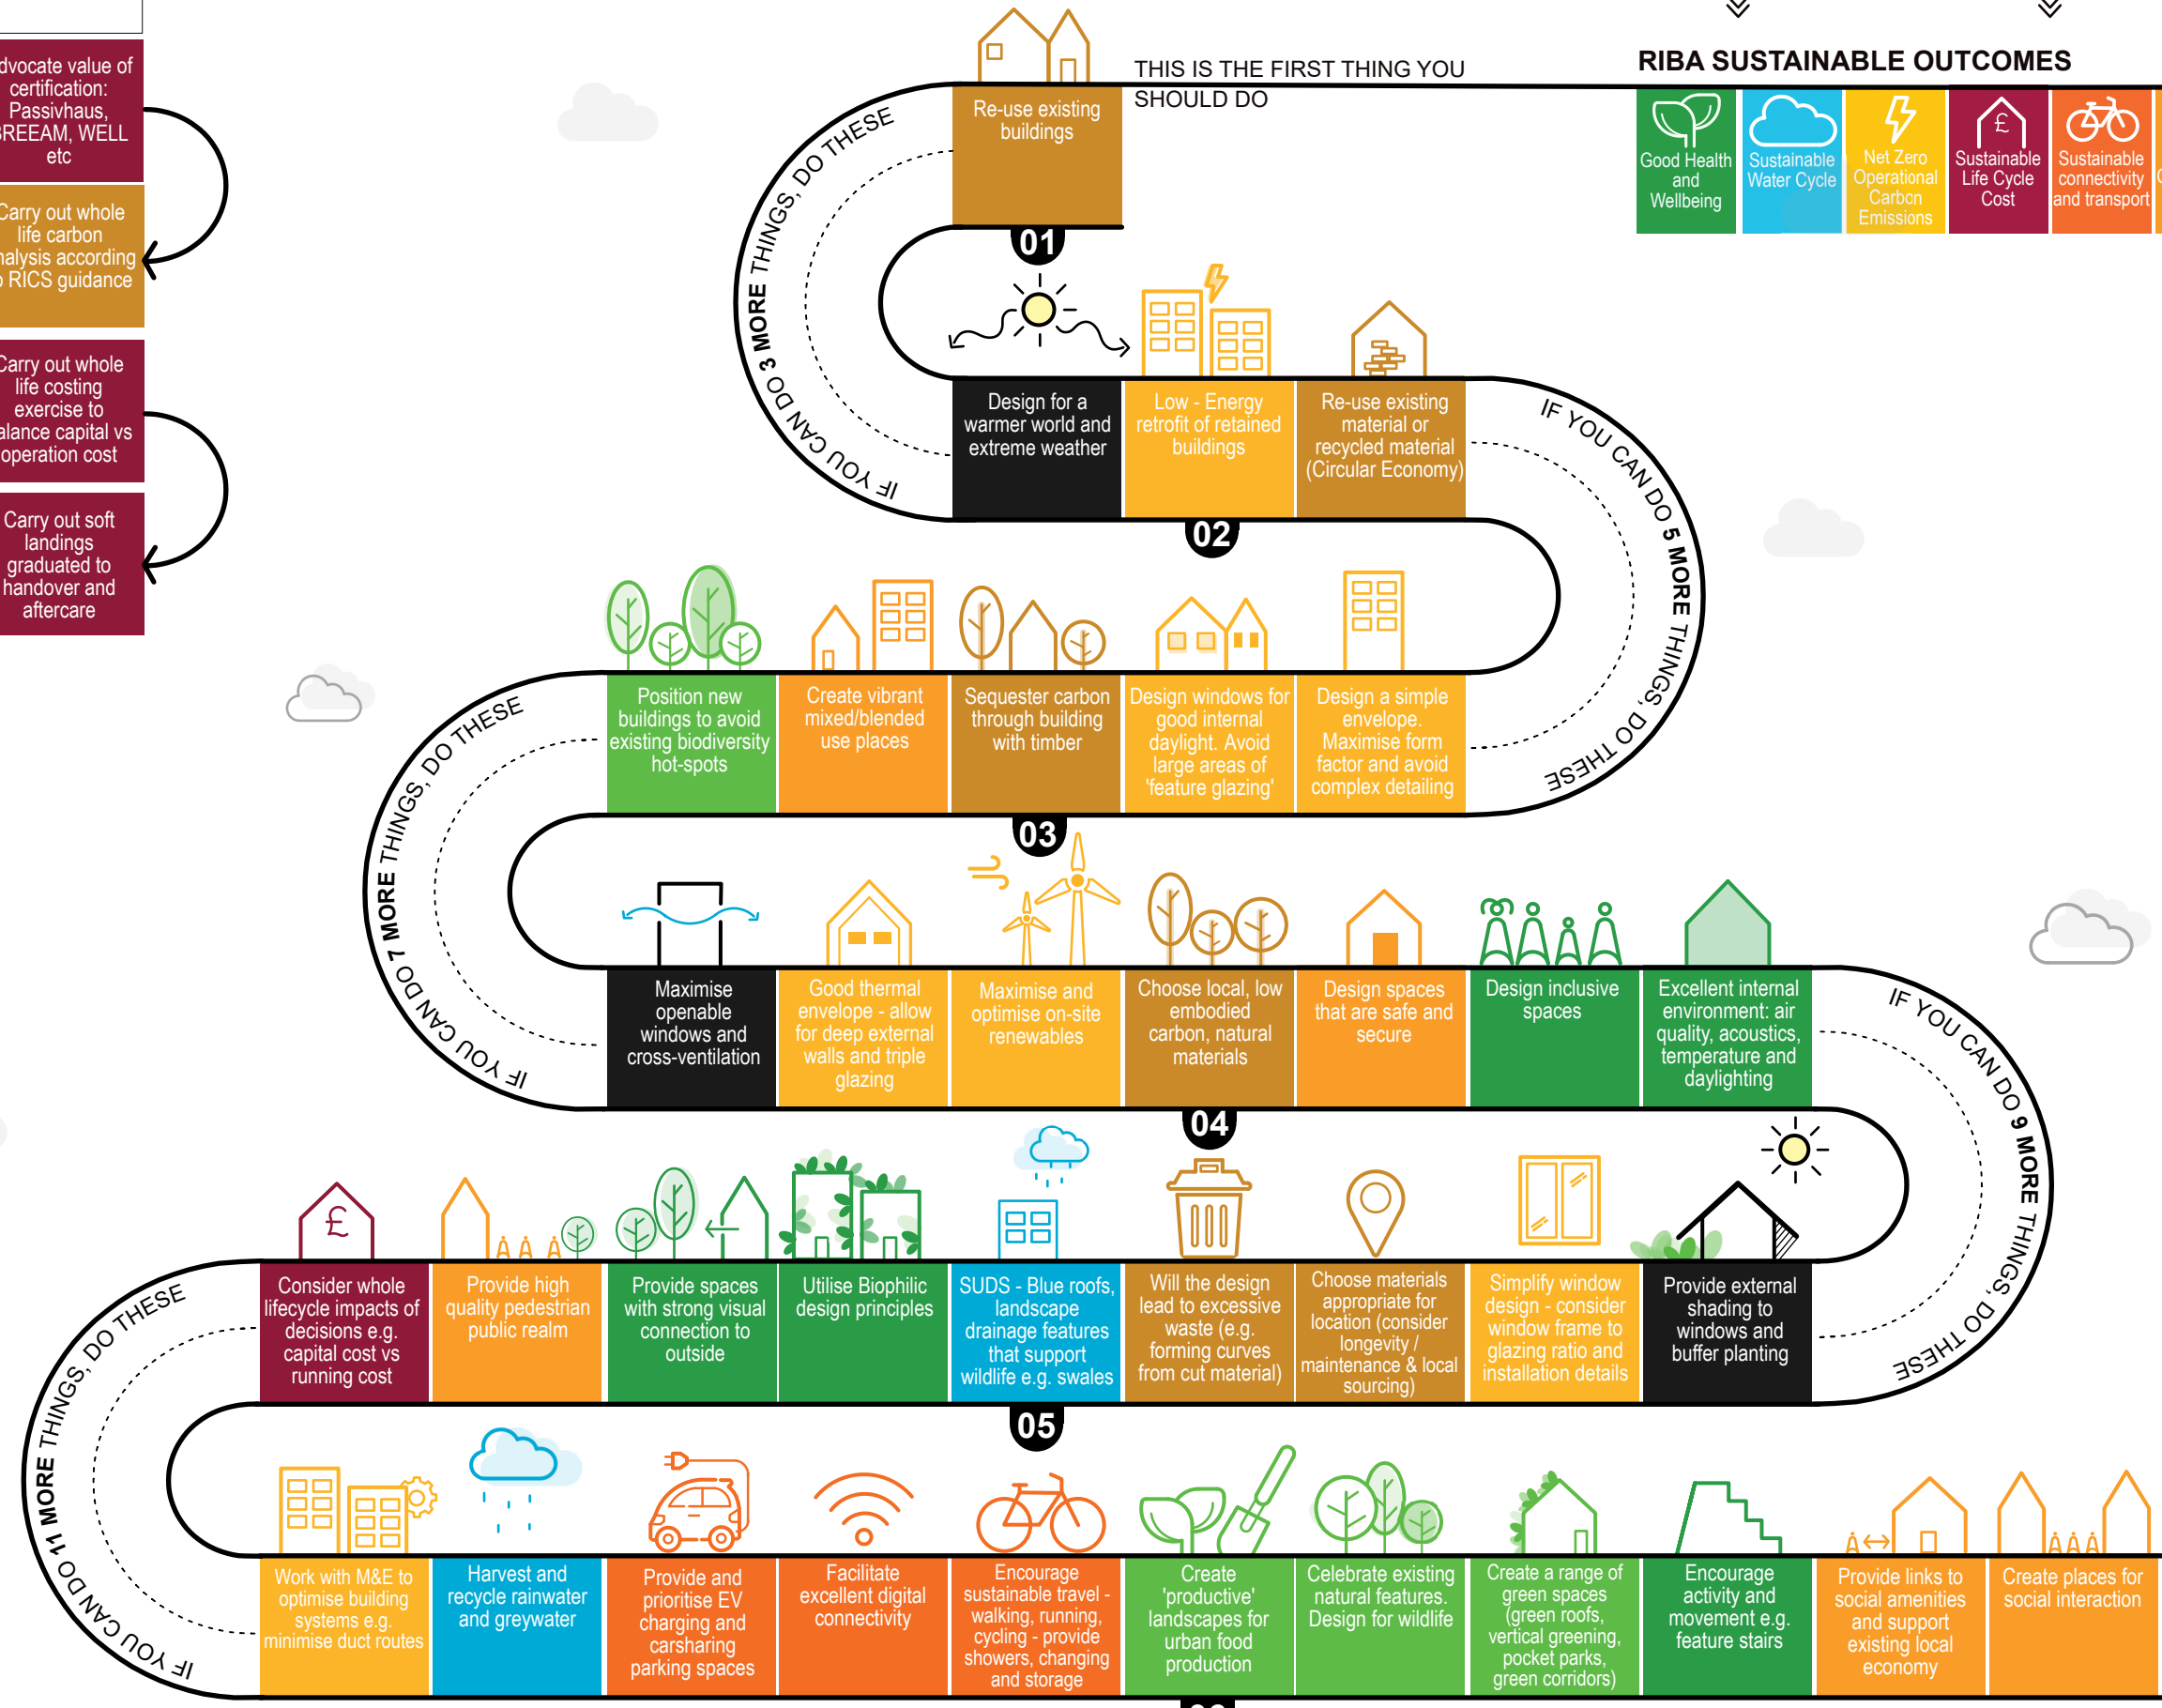 THIS IS THE FIRST THING YOU
SHOULD DO
RIBA SUSTAINABLE OUTCOMES
Good Health
and
Wellbeing
Sustainable
Water Cycle
Net Zero
Operational
Carbon
Emissions
Sustainable
Life Cycle
Cost
Sustainable
connectivity
and transport
value of
certification:
Passivhaus,
WELL
etc
out whole
life carbon
according
RICS guidance
out whole
life costing
exercise to
capital vs
operation cost
Carry out soft
landings
graduated to
handover and
aftercare
Re-use existing
buildings
01
IF YOU CAN DO 3 MORE THINGS, DO THESE
Design for a
warmer world and
extreme weather
Low - Energy
retrofit of retained
buildings
Re-use existing
material or
recycled material
(Circular Economy)
02
IF YOU CAN DO 5 MORE THINGS, DO THESE
Position new
buildings to avoid
existing biodiversity
hot-spots
Create vibrant
mixed/blended
use places
Sequester carbon
through building
with timber
Design windows for
good internal
daylight. Avoid
large areas of
'feature glazing'
Design a simple
envelope.
Maximise form
factor and avoid
complex detailing
03
IF YOU CAN DO 7 MORE THINGS, DO THESE
Maximise
openable
windows and
cross-ventilation
Good thermal
envelope - allow
for deep external
walls and triple
glazing
Maximise and
optimise on-site
renewables
Choose local, low
embodied
carbon, natural
materials
Design spaces
that are safe and
secure
Design inclusive
spaces
Excellent internal
environment: air
quality, acoustics,
temperature and
daylighting
04
IF YOU CAN DO 9 MORE THINGS, DO THESE
£
Consider whole
lifecycle impacts of
decisions e.g.
capital cost vs
running cost
Provide high
quality pedestrian
public realm
Provide spaces
with strong visual
connection to
outside
Utilise Biophilic
design principles
SUDS - Blue roofs,
landscape
drainage features
that support
wildlife e.g. swales
Will the design
lead to excessive
waste (e.g.
forming curves
from cut material)
Choose materials
appropriate for
location (consider
longevity /
maintenance & local
sourcing)
Simplify window
design - consider
window frame to
glazing ratio and
installation details
Provide external
shading to
windows and
buffer planting
05
IF YOU CAN DO 11 MORE THINGS, DO THESE
Work with M&E to
optimise building
systems e.g.
minimise duct routes
Harvest and
recycle rainwater
and greywater
Provide and
prioritise EV
charging and
carsharing
parking spaces
Facilitate
excellent digital
connectivity
Encourage
sustainable travel -
walking, running,
cycling - provide
showers, changing
and storage
Create
'productive'
landscapes for
urban food
production
Celebrate existing
natural features.
Design for wildlife
Create a range of
green spaces
(green roofs,
vertical greening,
pocket parks,
green corridors)
Encourage
activity and
movement e.g.
feature stairs
Provide links to
social amenities
and support
existing local
economy
Create places for
social interaction